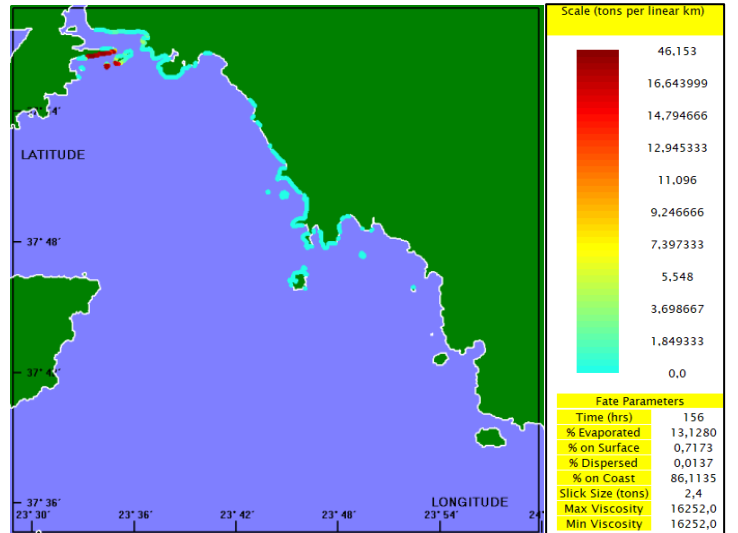 Scale (tons per linear km)
46,153
16,643999
14,794666
12,945333
11,096
9,246666
7,397333
5,548
3,698667
1,849333
0,0
LATITUDE
37° 48′
37° 36′
LONGITUDE
23° 30′ 23° 36′ 23° 42′ 23° 48′ 23° 54′ 24°
Fate Parameters
Time (hrs) 156
% Evaporated 13,1280
% on Surface 0,7173
% Dispersed 0,0137
% on Coast 86,1135
Slick Size (tons) 2,4
Max Viscosity 16252,0
Min Viscosity 16252,0